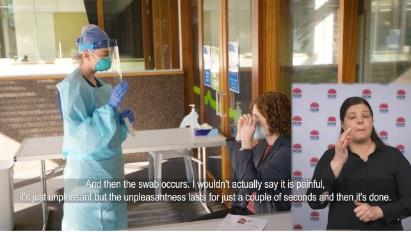 And then the swab occurs. I wouldn't actually say it is painful,
it's just unpleasant but the unpleasantness lasts for just a couple of seconds and then it's done.